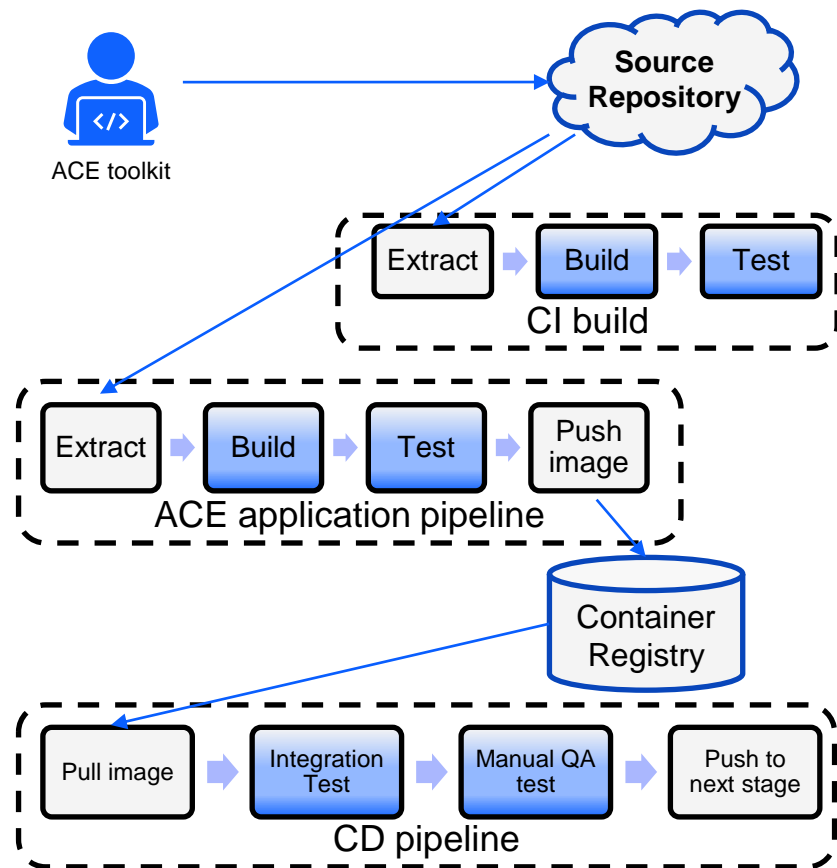 Source
Repository
</>
ACE toolkit
Extract
Build
Test
CI build
Extract
Build
Test
Push
image
ACE application pipeline
Container
Registry
Pull image
Integration
Test
Manual QA
test
Push to
next stage
CD pipeline